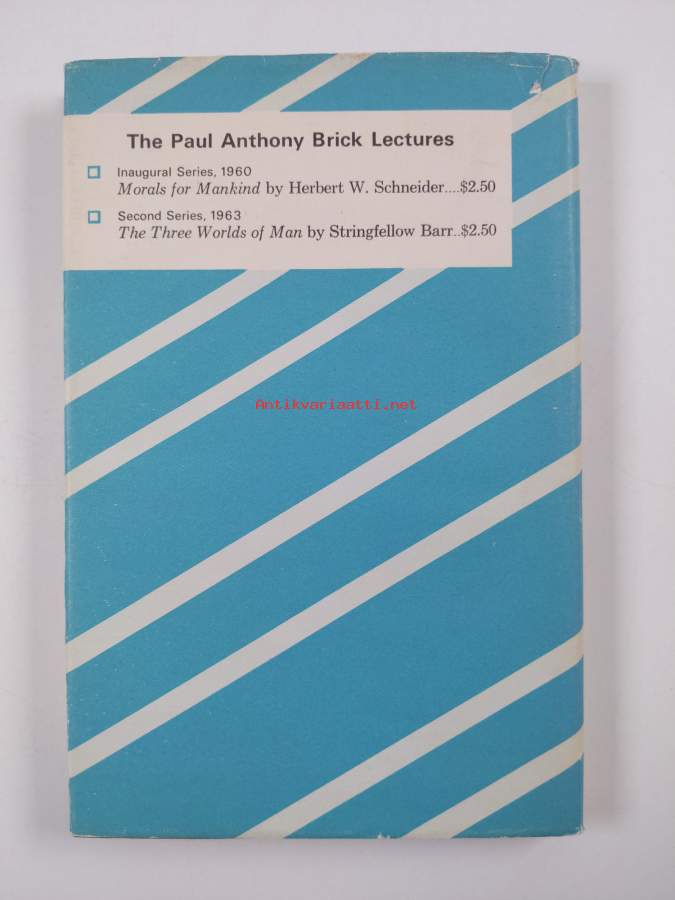 The Paul Anthony Brick Lectures
Inaugural Series, 1960
Morals for Mankind by Herbert W. Schneider....$2.50
Second Series, 1963
The Three Worlds of Man by Stringfellow Barr..$2.50
Antikvariaatti.net